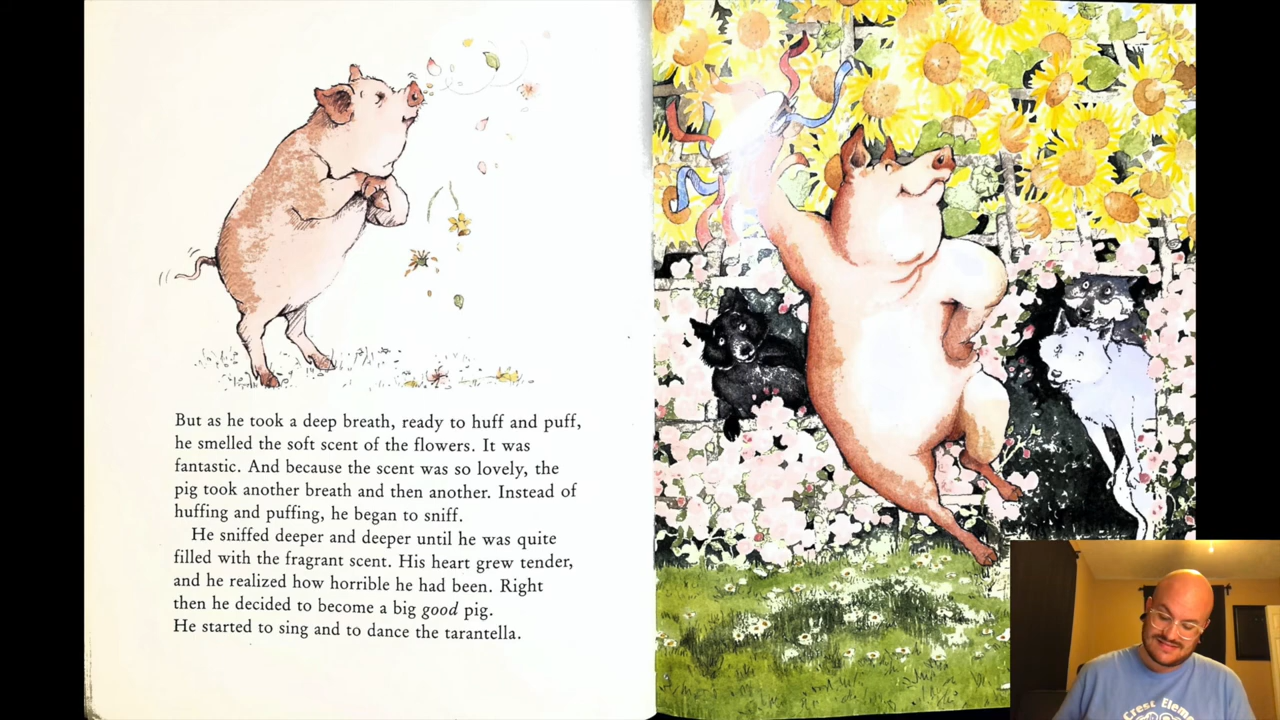 But as he took a deep breath, ready to huff and puff,
he smelled the soft scent of the flowers. It was
fantastic. And because the scent was so lovely, the
pig took another breath and then another. Instead of
huffing and puffing, he began to sniff.
He sniffed deeper and deeper until he was quite
filled with the fragrant scent. His heart grew tender,
and he realized how horrible he had been. Right
then he decided to become a big good pig.
He started to sing and to dance the tarantella.
Crest Elem